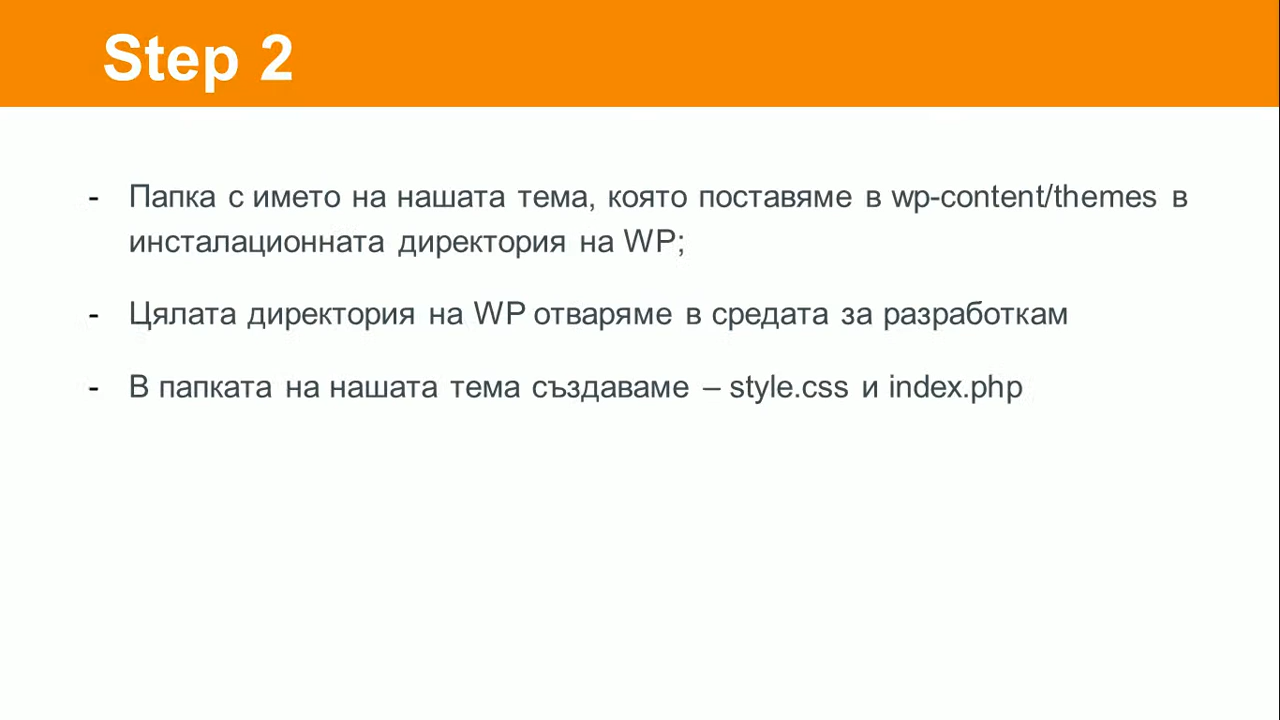 Step 2
- Папка с името на нашата тема, която поставяме в wp-content/themes в
инсталационната директория на WP;
- Цялата директория на WP отваряме в средата за разработкам
- В папката на нашата тема създаваме – style.css и index.php